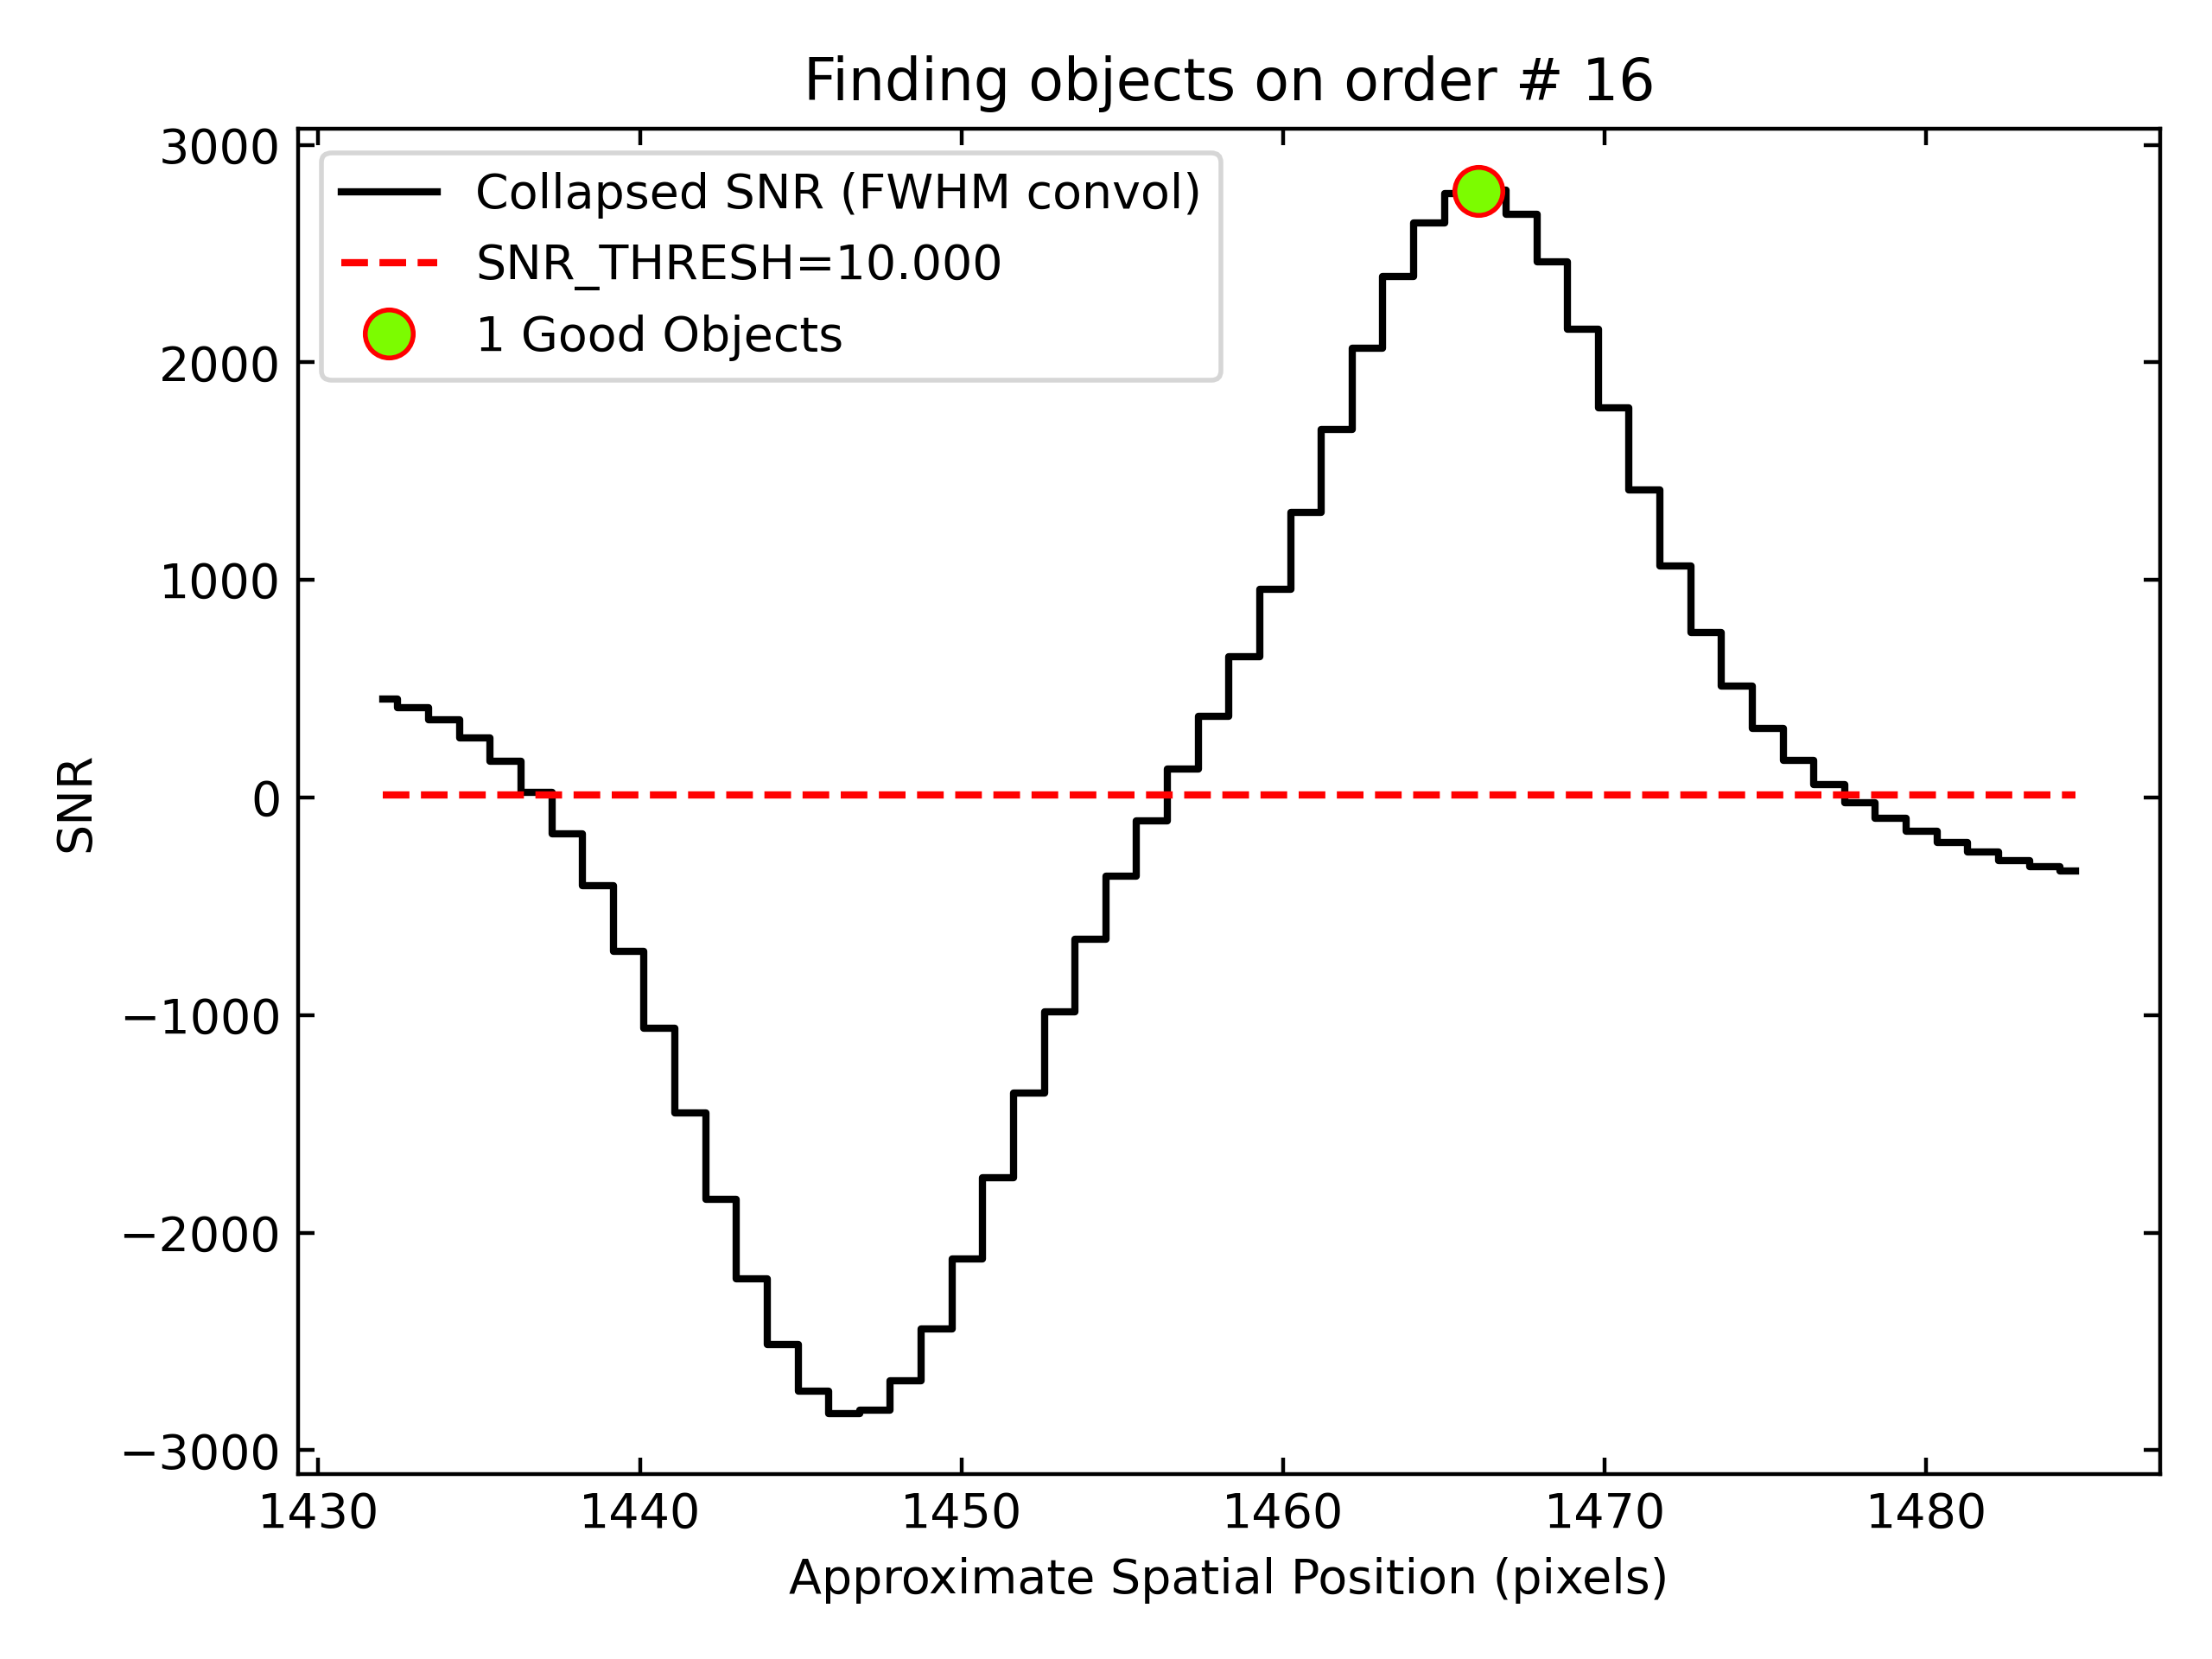 Finding objects on order # 16
3000
2000
1000
0
−1000
−2000
−3000
SNR
Collapsed SNR (FWHM convol)
SNR_THRESH=10.000
1 Good Objects
1430 1440 1450 1460 1470 1480
Approximate Spatial Position (pixels)